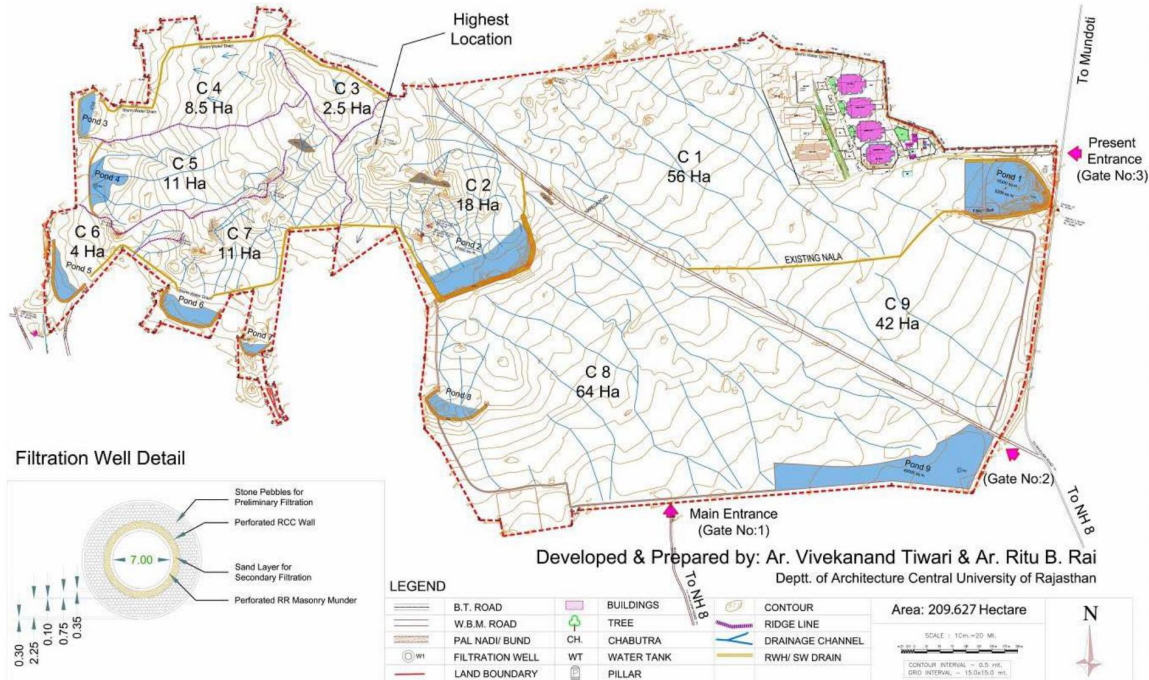 Highest
Location
To Mundoti
C 4
8.5 Ha
C 3
2.5 Ha
Storm Water Drain
Pond 3
C 1
56 Ha
Present
Entrance
(Gate No:3)
Pond 1
C 5
11 Ha
Pond 4
C 2
18 Ha
Pond 2
C 6
4 Ha
C 7
11 Ha
Pond 5
Pond 6
EXISTING NALA
C 9
42 Ha
C 8
64 Ha
Pond
Pond 8
Pond 9
(Gate No:2)
To NH 8
Main Entrance
(Gate No:1)
To NH 8
Filtration Well Detail
Stone Pebbles for
Preliminary Filtration
Perforated RCC Wall
7.00
Sand Layer for
Secondary Filtration
Perforated RR Masonry Munder
0.30
2.25
0.10
0.75
0.35
Developed & Prepared by: Ar. Vivekanand Tiwari & Ar. Ritu B. Rai
Deptt. of Architecture Central University of Rajasthan
LEGEND
B.T. ROAD
BUILDINGS
CONTOUR
W.B.M. ROAD
TREE
RIDGE LINE
PAL NADI/ BUND
CH.
CHABUTRA
DRAINAGE CHANNEL
W1
FILTRATION WELL
WT
WATER TANK
RWH/ SW DRAIN
LAND BOUNDARY
PILLAR
Area: 209.627 Hectare
SCALE : 1Cm.=20 Mt.
CONTOUR INTERVAL - 0.5 mt.
GRID INTERVAL - 15.0x15.0 mt.
N